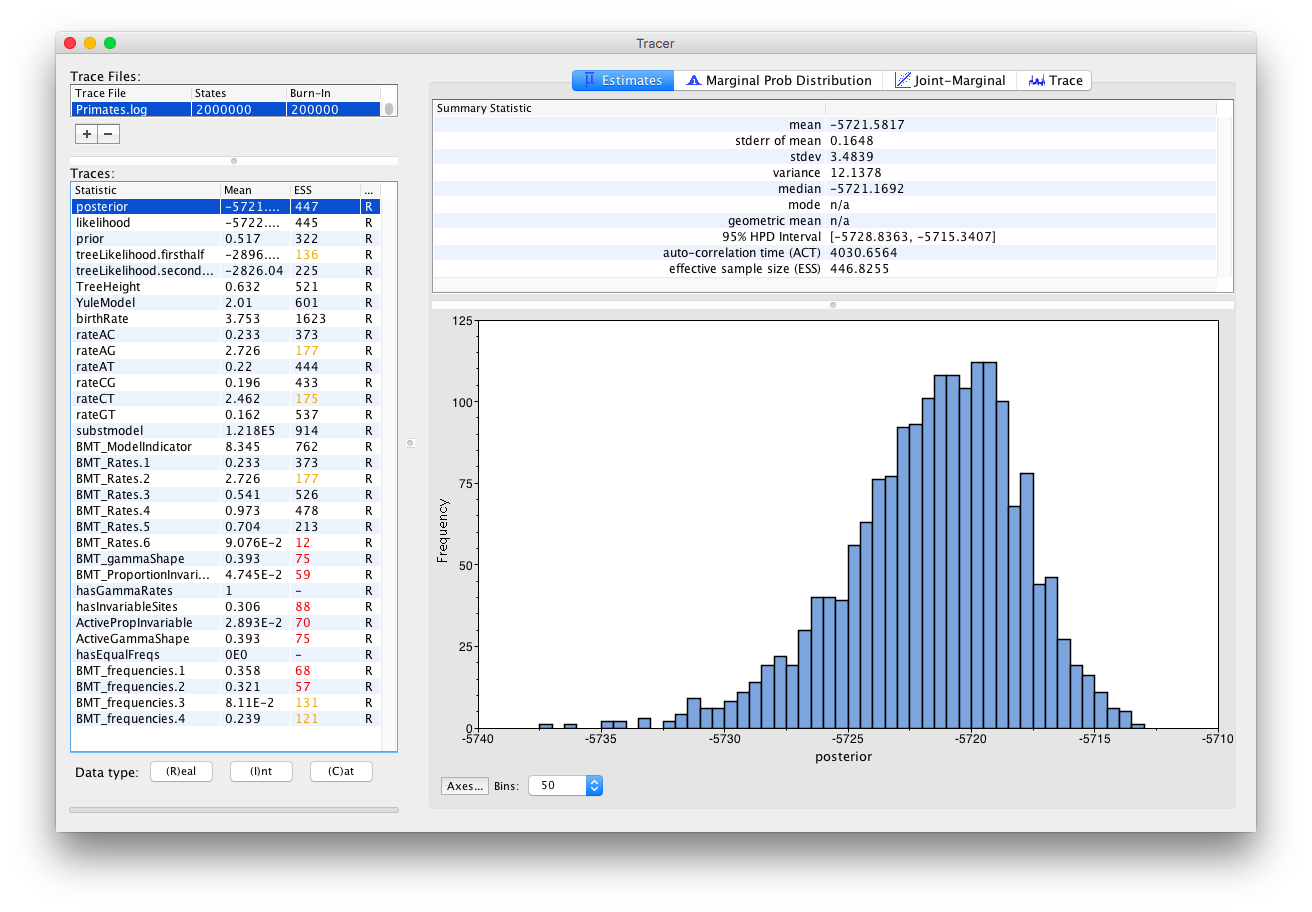 Tracer
Trace Files:
Trace File States Burn-In
Primates.log 2000000 200000
+ −
Traces:
Statistic Mean ESS ...
posterior -5721.... 447 R
likelihood -5722.... 445 R
prior 0.517 322 R
treeLikelihood.firsthalf -2896.... 136 R
treeLikelihood.second... -2826.04 225 R
TreeHeight 0.632 521 R
YuleModel 2.01 601 R
birthRate 3.753 1623 R
rateAC 0.233 373 R
rateAG 2.726 177 R
rateAT 0.22 444 R
rateCG 0.196 433 R
rateCT 2.462 175 R
rateGT 0.162 537 R
substmodel 1.218E5 914 R
BMT_ModelIndicator 8.345 762 R
BMT_Rates.1 0.233 373 R
BMT_Rates.2 2.726 177 R
BMT_Rates.3 0.541 526 R
BMT_Rates.4 0.973 478 R
BMT_Rates.5 0.704 213 R
BMT_Rates.6 9.076E-2 12 R
BMT_gammaShape 0.393 75 R
BMT_ProportionInvari... 4.745E-2 59 R
hasGammaRates 1 - R
hasInvariableSites 0.306 88 R
ActivePropInvariable 2.893E-2 70 R
ActiveGammaShape 0.393 75 R
hasEqualFreqs 0E0 - R
BMT_frequencies.1 0.358 68 R
BMT_frequencies.2 0.321 57 R
BMT_frequencies.3 8.11E-2 131 R
BMT_frequencies.4 0.239 121 R
Data type: (R)eal (I)nt (C)at
Estimates Marginal Prob Distribution Joint-Marginal Trace
Summary Statistic
mean -5721.5817
stderr of mean 0.1648
stdev 3.4839
variance 12.1378
median -5721.1692
mode n/a
geometric mean n/a
95% HPD Interval [-5728.8363, -5715.3407]
auto-correlation time (ACT) 4030.6564
effective sample size (ESS) 446.8255
125
100
75
50
25
0
Frequency
-5740 -5735 -5730 -5725 -5720 -5715 -5710
posterior
Axes... Bins: 50